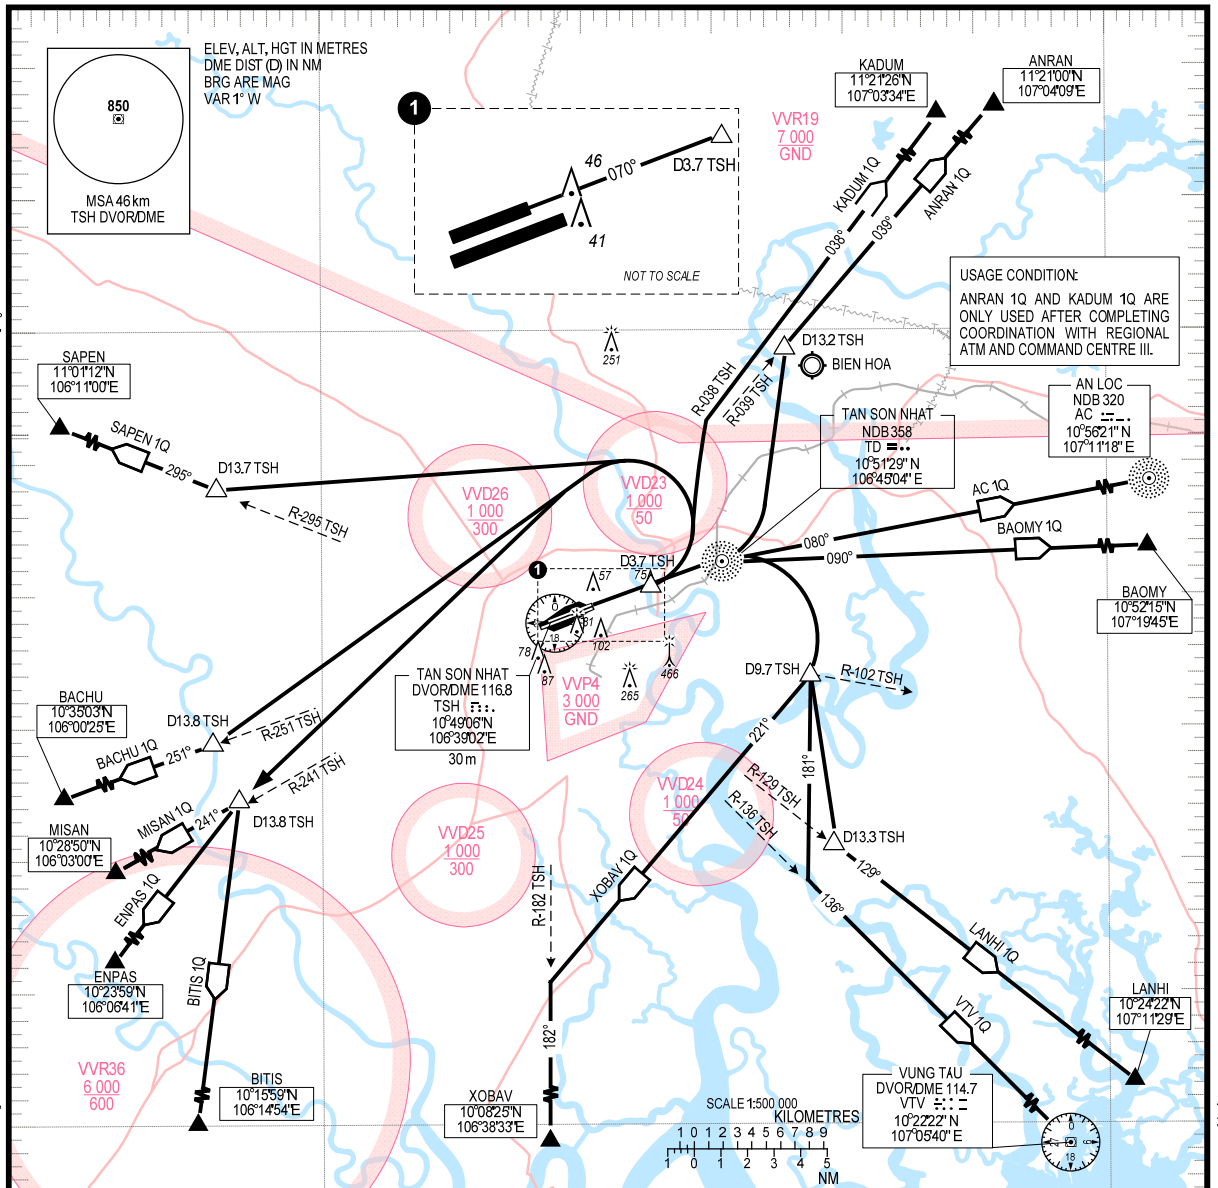 ELEV, ALT, HGT IN METRES
DME DIST (D) IN NM
BRG ARE MAG
VAR 1° W
850
MSA 46 km
TSH DVOR/DME
1
46
070°
D3.7 TSH
41
NOT TO SCALE
VVR19
7 000
GND
KADUM
11°21'26"N
107°03'34"E
ANRAN
11°21'00"N
107°04'09"E
KADUM 1Q
ANRAN 1Q
038°
039°
USAGE CONDITION:
ANRAN 1Q AND KADUM 1Q ARE
ONLY USED AFTER COMPLETING
COORDINATION WITH REGIONAL
ATM AND COMMAND CENTRE III.
251
D13.2 TSH
BIEN HOA
R-038 TSH
R-039 TSH
SAPEN
11°01'12"N
106°11'00"E
SAPEN 1Q
295°
D13.7 TSH
R-295 TSH
VVD26
1 000
300
VVD23
1 000
50
TAN SON NHAT
NDB 358
TD
10°51'29" N
106°45'04" E
AN LOC
NDB 320
AC
10°56'21" N
107°11'18" E
AC 1Q
080°
BAOMY 1Q
090°
BAOMY
10°52'15"N
107°19'45"E
1
D3.7 TSH
75
57
0
18
81
102
78
87
466
265
VVP4
3 000
GND
TAN SON NHAT
DVOR/DME 116.8
TSH
10°49'06"N
106°39'02"E
30 m
D9.7 TSH
R-102 TSH
221°
181°
BACHU
10°35'03"N
106°00'25"E
BACHU 1Q
251°
D13.8 TSH
R-251 TSH
R-241 TSH
D13.8 TSH
MISAN 1Q
241°
MISAN
10°28'50"N
106°03'00"E
VVD25
1 000
300
VVD24
1 000
50
R-129 TSH
R-136 TSH
D13.3 TSH
129°
136°
R-182 TSH
XOBAV 1Q
ENPAS 1Q
BITIS 1Q
ENPAS
10°23'59"N
106°06'41"E
LANHI 1Q
VTV 1Q
LANHI
10°24'22"N
107°11'29"E
182°
VVR36
6 000
600
BITIS
10°15'59"N
106°14'54"E
XOBAV
10°08'25"N
106°38'33"E
VUNG TAU
DVOR/DME 114.7
VTV
10°22'22" N
107°05'40" E
0
18
SCALE 1:500 000
KILOMETRES
1 0 1 2 3 4 5 6 7 8 9
1 0 1 2 3 4 5
NM